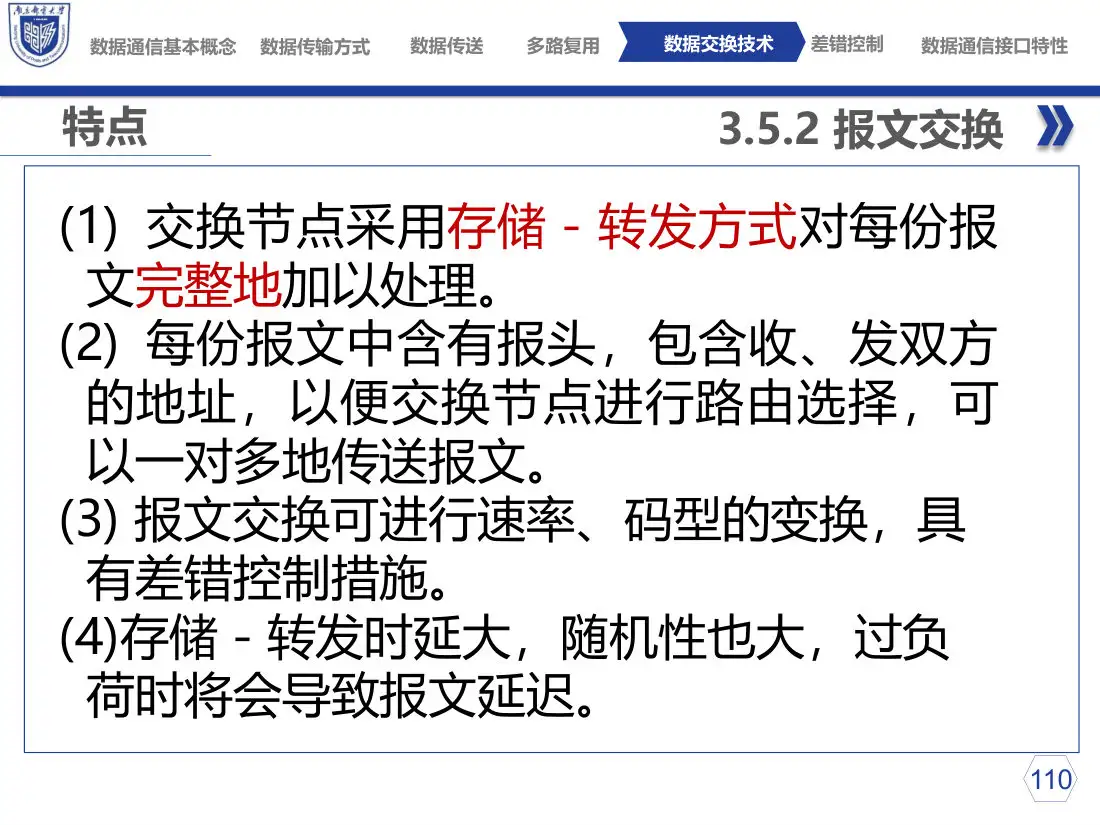 南京邮电大学
数据通信基本概念 数据传输方式 数据传送 多路复用 数据交换技术 差错控制 数据通信接口特性
特点
3.5.2 报文交换
(1) 交换节点采用存储－转发方式对每份报
文完整地加以处理。
(2) 每份报文中含有报头，包含收、发双方
的地址，以便交换节点进行路由选择，可
以一对多地传送报文。
(3) 报文交换可进行速率、码型的变换，具
有差错控制措施。
(4)存储－转发时延大，随机性也大，过负
荷时将会导致报文延迟。
110